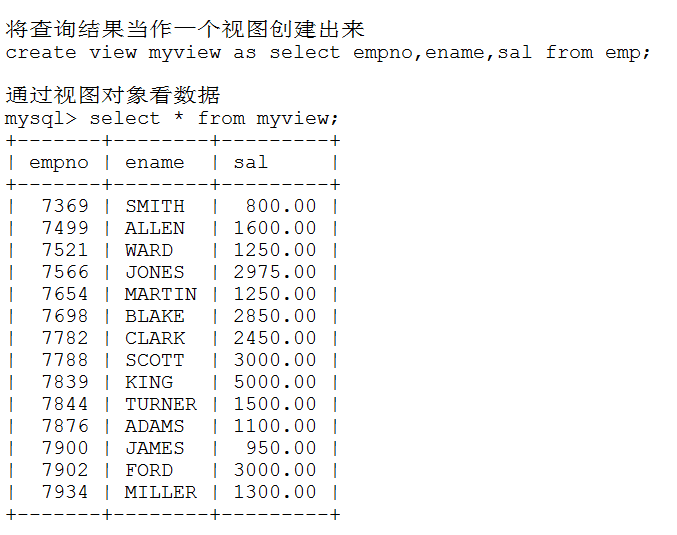 将查询结果当作一个视图创建出来
create view myview as select empno,ename,sal from emp;
通过视图对象看数据
mysql> select * from myview;
+-------+--------+---------+
| empno | ename  | sal     |
+-------+--------+---------+
|  7369 | SMITH  |  800.00 |
|  7499 | ALLEN  | 1600.00 |
|  7521 | WARD   | 1250.00 |
|  7566 | JONES  | 2975.00 |
|  7654 | MARTIN | 1250.00 |
|  7698 | BLAKE  | 2850.00 |
|  7782 | CLARK  | 2450.00 |
|  7788 | SCOTT  | 3000.00 |
|  7839 | KING   | 5000.00 |
|  7844 | TURNER | 1500.00 |
|  7876 | ADAMS  | 1100.00 |
|  7900 | JAMES  |  950.00 |
|  7902 | FORD   | 3000.00 |
|  7934 | MILLER | 1300.00 |
+-------+--------+---------+